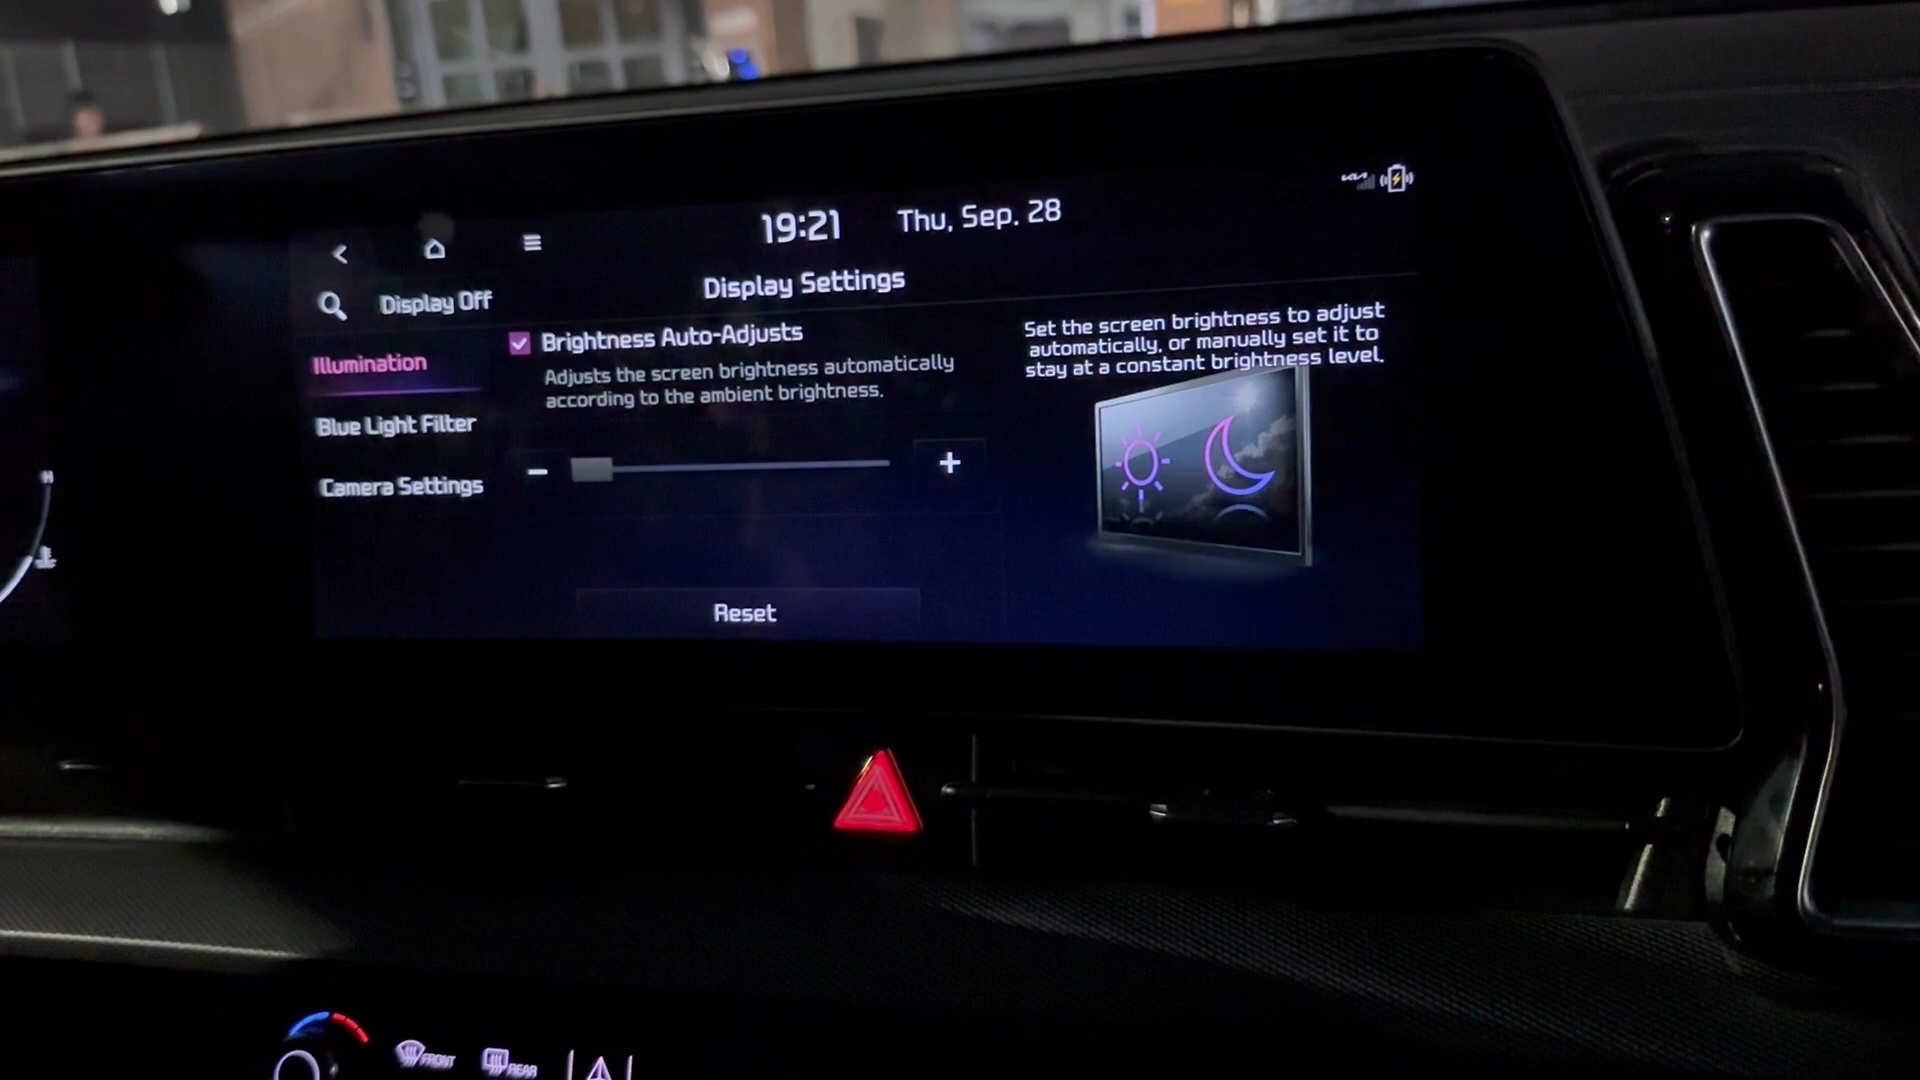 KIA
19:21
Thu, Sep. 28
Display Settings
Display Off
Illumination
Blue Light Filter
Camera Settings
Brightness Auto-Adjusts
Adjusts the screen brightness automatically
according to the ambient brightness.
Reset
Set the screen brightness to adjust
automatically, or manually set it to
stay at a constant brightness level.
H
FRONT
REAR